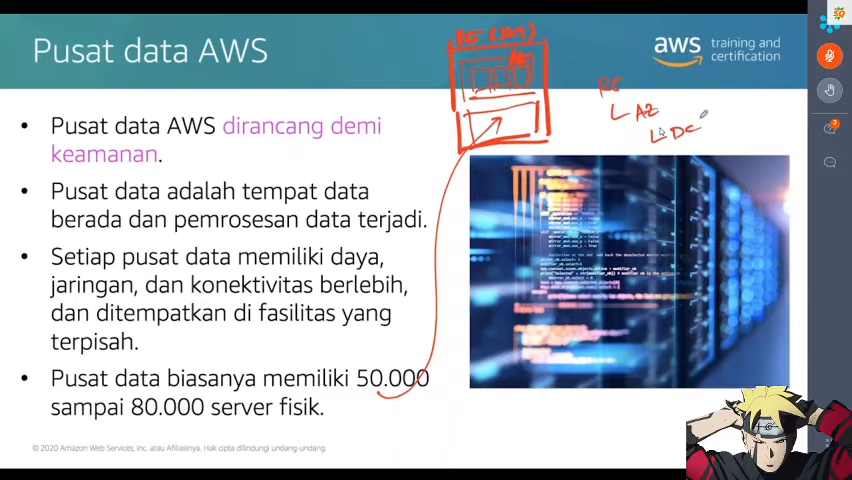 Pusat data AWS
aws training and certification
RE
AZ
DC
• Pusat data AWS dirancang demi
keamanan.
• Pusat data adalah tempat data
berada dan pemrosesan data terjadi.
• Setiap pusat data memiliki daya,
jaringan, dan konektivitas berlebih,
dan ditempatkan di fasilitas yang
terpisah.
• Pusat data biasanya memiliki 50.000
sampai 80.000 server fisik.
© 2020 Amazon Web Services, Inc. atau Afiliasinya. Hak cipta dilindungi undang-undang.